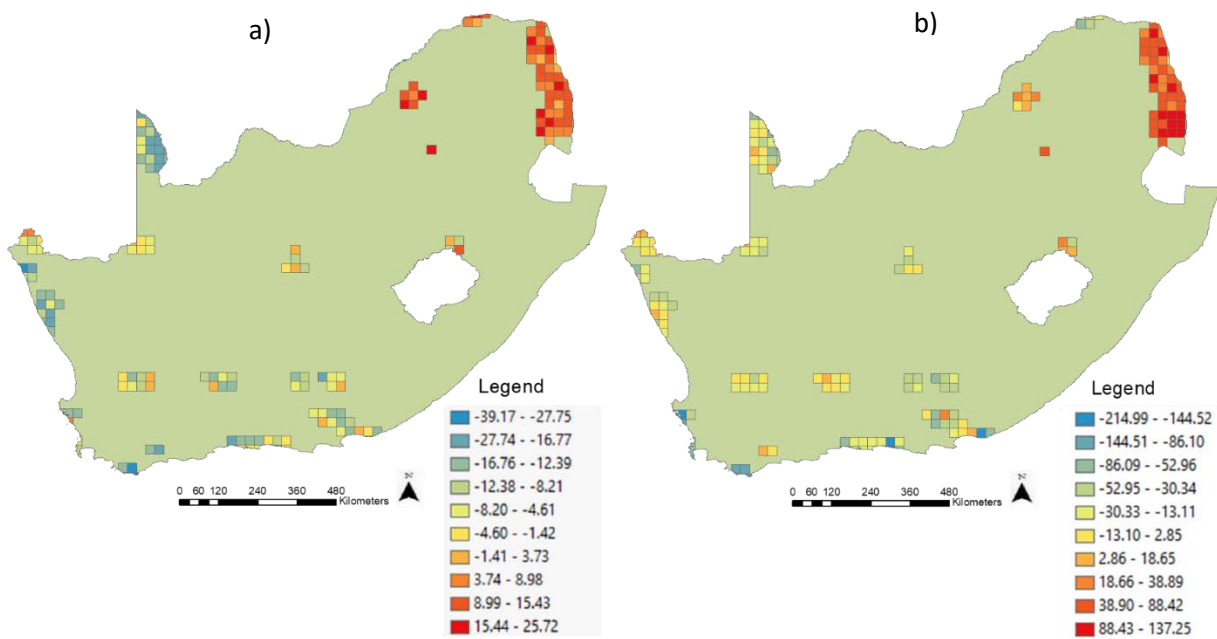 a)
b)
Legend
-39.17 - -27.75
-27.74 - -16.77
-16.76 - -12.39
-12.38 - -8.21
-8.20 - -4.61
-4.60 - -1.42
-1.41 - 3.73
3.74 - 8.98
8.99 - 15.43
15.44 - 25.72
N
0 60 120 240 360 480
Kilometers
Legend
-214.99 - -144.52
-144.51 - -86.10
-86.09 - -52.96
-52.95 - -30.34
-30.33 - -13.11
-13.10 - 2.85
2.86 - 18.65
18.66 - 38.89
38.90 - 88.42
88.43 - 137.25
N
0 60 120 240 360 480
Kilometers